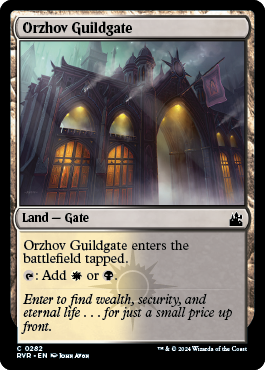 Orzhov Guildgate
Land — Gate
Orzhov Guildgate enters the
battlefield tapped.
: Add or .
Enter to find wealth, security, and
eternal life . . . for just a small price up
front.
C 0282
RVR • EN John Avon
™ & © 2024 Wizards of the Coast